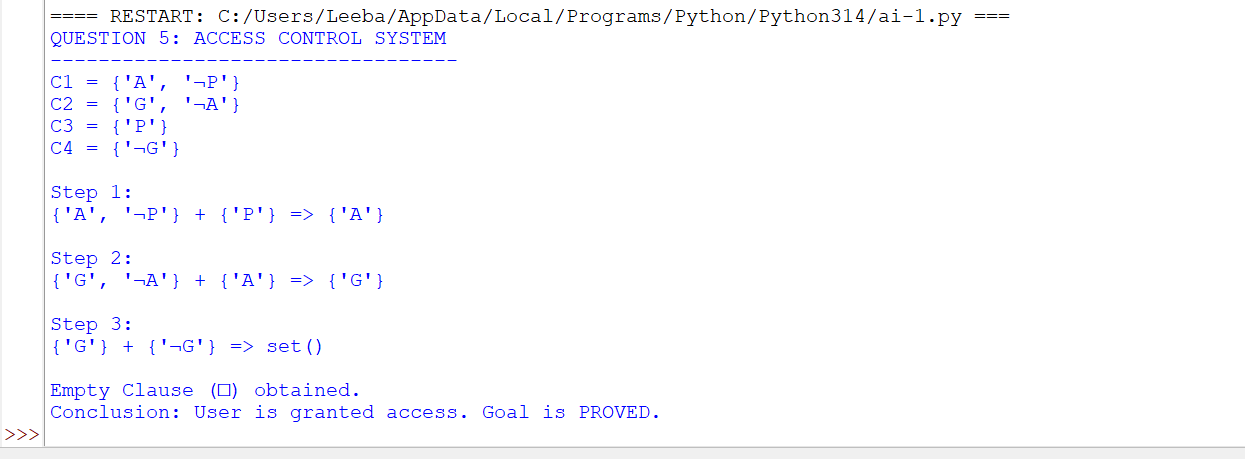 ==== RESTART: C:/Users/Leeba/AppData/Local/Programs/Python/Python314/ai-1.py ===
QUESTION 5: ACCESS CONTROL SYSTEM
----------------------------------
C1 = {'A', '¬P'}
C2 = {'G', '¬A'}
C3 = {'P'}
C4 = {'¬G'}
Step 1:
{'A', '¬P'} + {'P'} => {'A'}
Step 2:
{'G', '¬A'} + {'A'} => {'G'}
Step 3:
{'G'} + {'¬G'} => set()
Empty Clause (□) obtained.
Conclusion: User is granted access. Goal is PROVED.
>>>